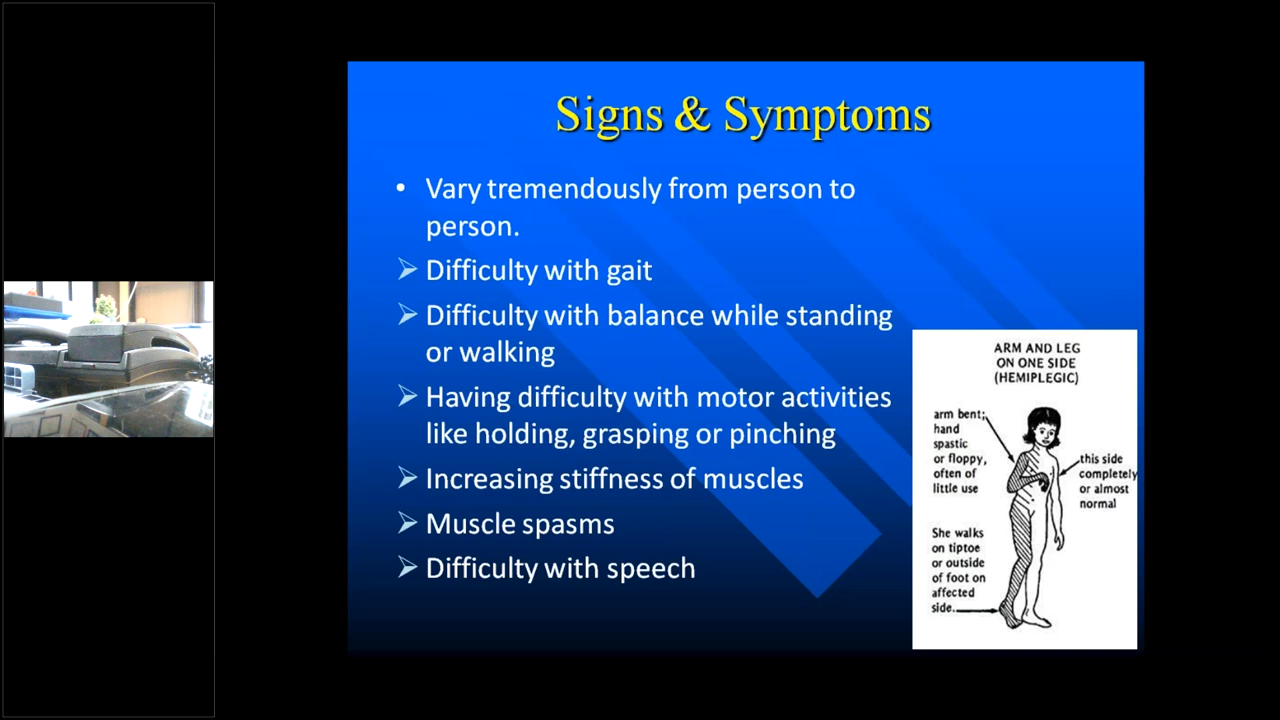 Signs & Symptoms
• Vary tremendously from person to
person.
➢ Difficulty with gait
➢ Difficulty with balance while standing
or walking
➢ Having difficulty with motor activities
like holding, grasping or pinching
➢ Increasing stiffness of muscles
➢ Muscle spasms
➢ Difficulty with speech
ARM AND LEG
ON ONE SIDE
(HEMIPLEGIC)
arm bent;
hand
spastic
or floppy,
often of
little use
this side
completely
or almost
normal
She walks
on tiptoe
or outside
of foot on
affected
side.